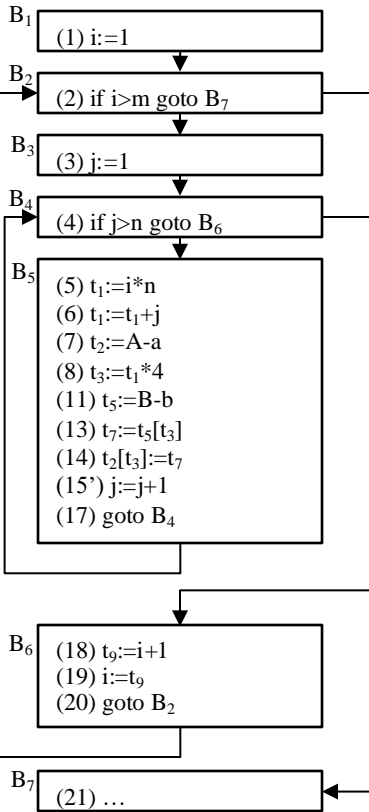 B₁
(1) i:=1
B₂
(2) if i>m goto B₇
B₃
(3) j:=1
B₄
(4) if j>n goto B₆
B₅
(5) t₁:=i*n
(6) t₁:=t₁+j
(7) t₂:=A-a
(8) t₃:=t₁*4
(11) t₅:=B-b
(13) t₇:=t₅[t₃]
(14) t₂[t₃]:=t₇
(15’) j:=j+1
(17) goto B₄
B₆
(18) t₉:=i+1
(19) i:=t₉
(20) goto B₂
B₇
(21) …